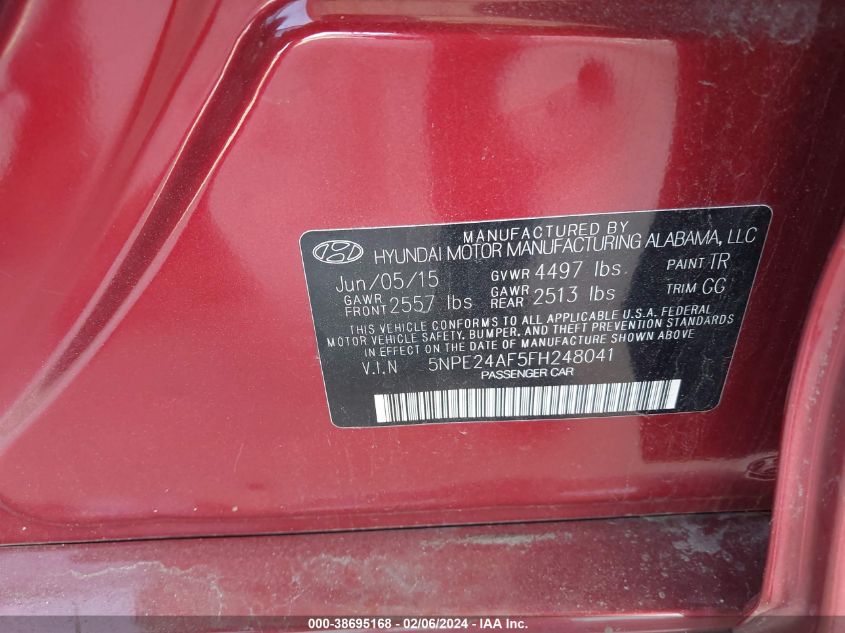 MANUFACTURED BY
HYUNDAI MOTOR MANUFACTURING ALABAMA, LLC
Jun/05/15 GVWR 4497 lbs PAINT TR
GAWR FRONT 2557 lbs GAWR REAR 2513 lbs TRIM GG
THIS VEHICLE CONFORMS TO ALL APPLICABLE U.S.A. FEDERAL
MOTOR VEHICLE SAFETY, BUMPER, AND THEFT PREVENTION STANDARDS
IN EFFECT ON THE DATE OF MANUFACTURE SHOWN ABOVE
V.I.N 5NPE24AF5FH248041
PASSENGER CAR
000-38695168 - 02/06/2024 - IAAI.com